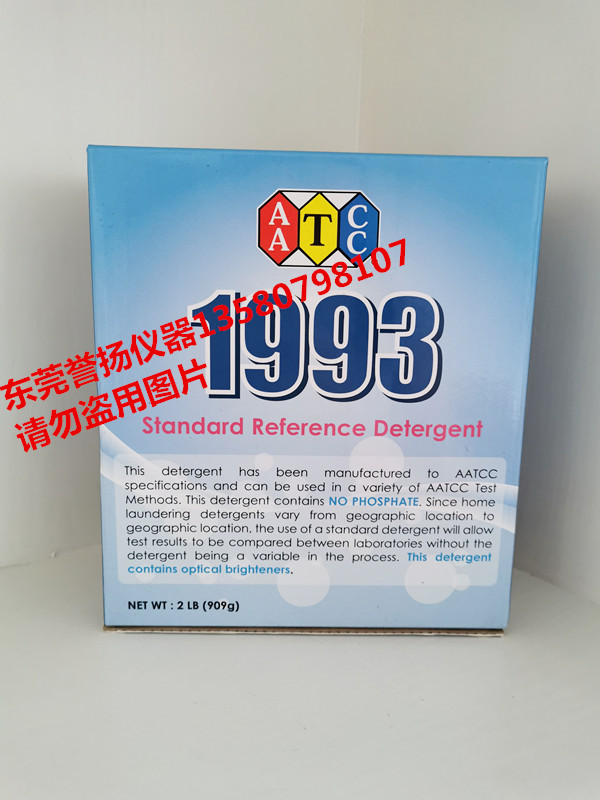 AATCC
东莞誉扬仪器13580798107
请勿盗用图片
1993
Standard Reference Detergent
This detergent has been manufactured to AATCC
specifications and can be used in a variety of AATCC Test
Methods. This detergent contains NO PHOSPHATE. Since home
laundering detergents vary from geographic location to
geographic location, the use of a standard detergent will allow
test results to be compared between laboratories without the
detergent being a variable in the process. This detergent
contains optical brighteners.
NET WT : 2 LB (909g)